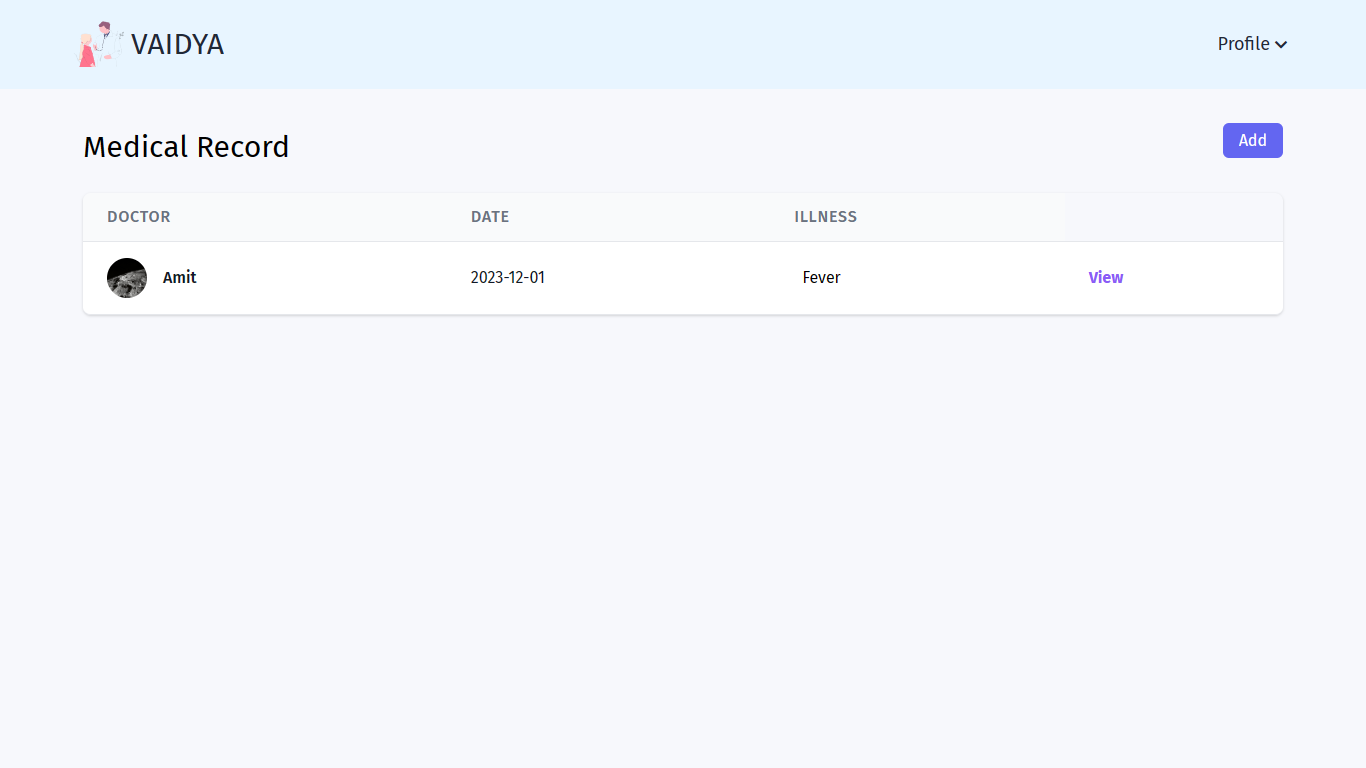 VAIDYA
Profile
Medical Record
Add
DOCTOR DATE ILLNESS
Amit 2023-12-01 Fever View